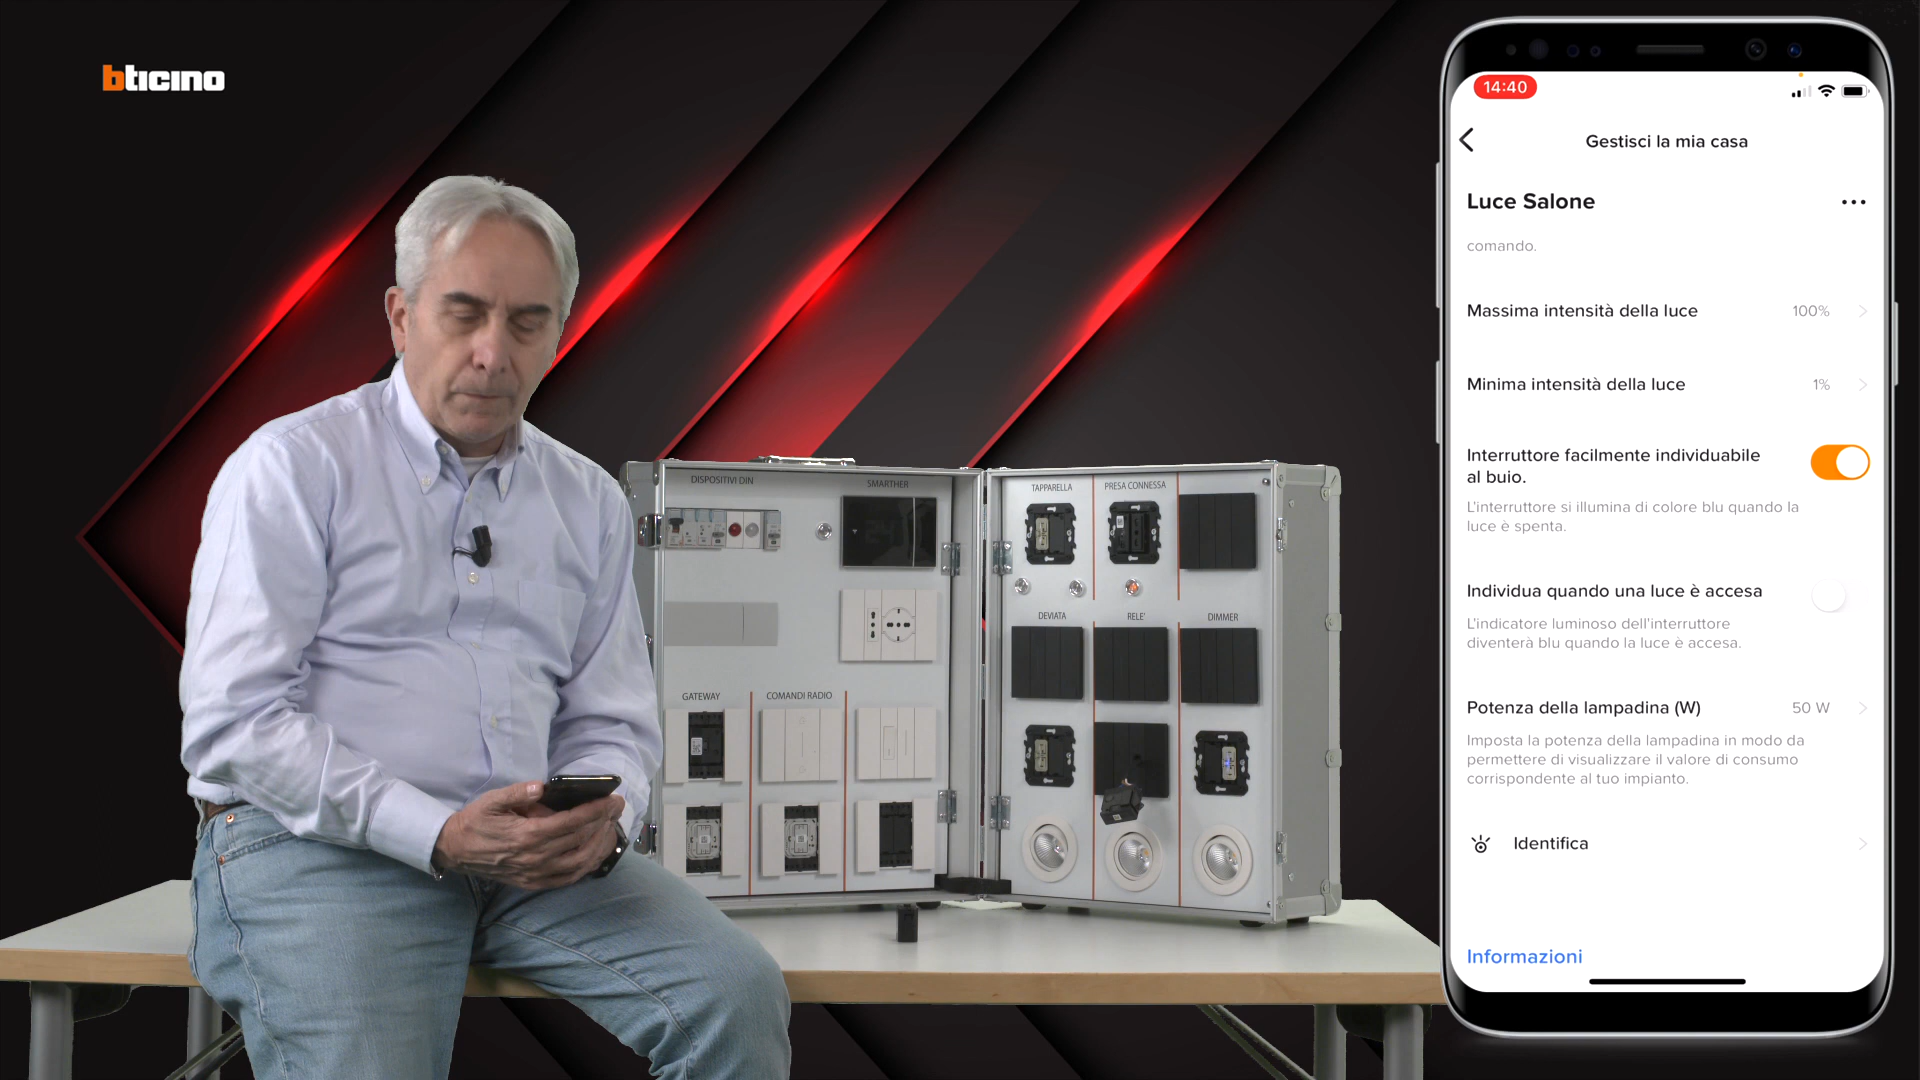 bticino
DISPOSITIVI DIN
SMARTHER
GATEWAY
COMANDI RADIO
TAPPARELLA
PRESA CONNESSA
DEVIATA
RELE'
DIMMER
14:40
Gestisci la mia casa
Luce Salone
comando.
Massima intensità della luce 100%
Minima intensità della luce 1%
Interruttore facilmente individuabile
al buio.
L'interruttore si illumina di colore blu quando la
luce è spenta.
Individua quando una luce è accesa
L'indicatore luminoso dell'interruttore
diventerà blu quando la luce è accesa.
Potenza della lampadina (W) 50 W
Imposta la potenza della lampadina in modo da
permettere di visualizzare il valore di consumo
corrispondente al tuo impianto.
Identifica
Informazioni